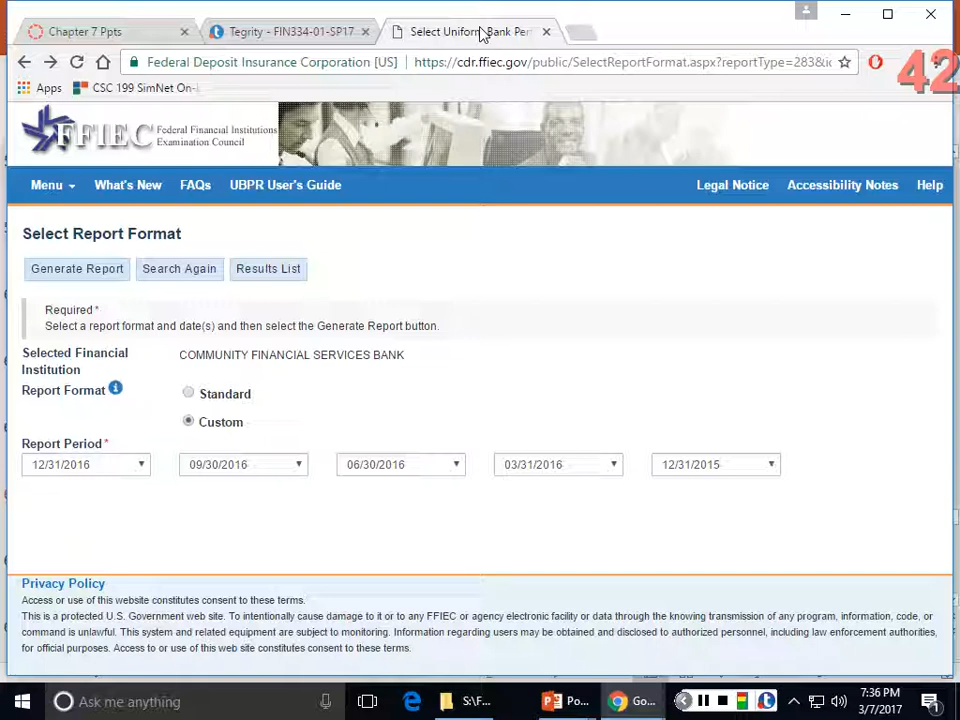 Chapter 7 Ppts
Tegrity - FIN334-01-SP17
Select Uniform Bank Per
Federal Deposit Insurance Corporation [US]
https://cdr.ffiec.gov/public/SelectReportFormat.aspx?reportType=283&ic
42
Apps
CSC 199 SimNet On-
FFIEC
Federal Financial Institutions
Examination Council
Menu
What's New
FAQs
UBPR User's Guide
Legal Notice
Accessibility Notes
Help
Select Report Format
Generate Report
Search Again
Results List
Required *
Select a report format and date(s) and then select the Generate Report button.
Selected Financial
Institution
COMMUNITY FINANCIAL SERVICES BANK
Report Format
Standard
Custom
Report Period *
12/31/2016
09/30/2016
06/30/2016
03/31/2016
12/31/2015
Privacy Policy
Access or use of this website constitutes consent to these terms.
This is a protected U.S. Government web site. To intentionally cause damage to it or to any FFIEC or agency electronic facility or data through the knowing transmission of any program, information, code, or
command is unlawful. This system and related equipment are subject to monitoring. Information regarding users may be obtained and disclosed to authorized personnel, including law enforcement authorities,
for official purposes. Access to or use of this web site constitutes consent to these terms.
Ask me anything
S:\F...
Po...
Go...
7:36 PM
3/7/2017
1